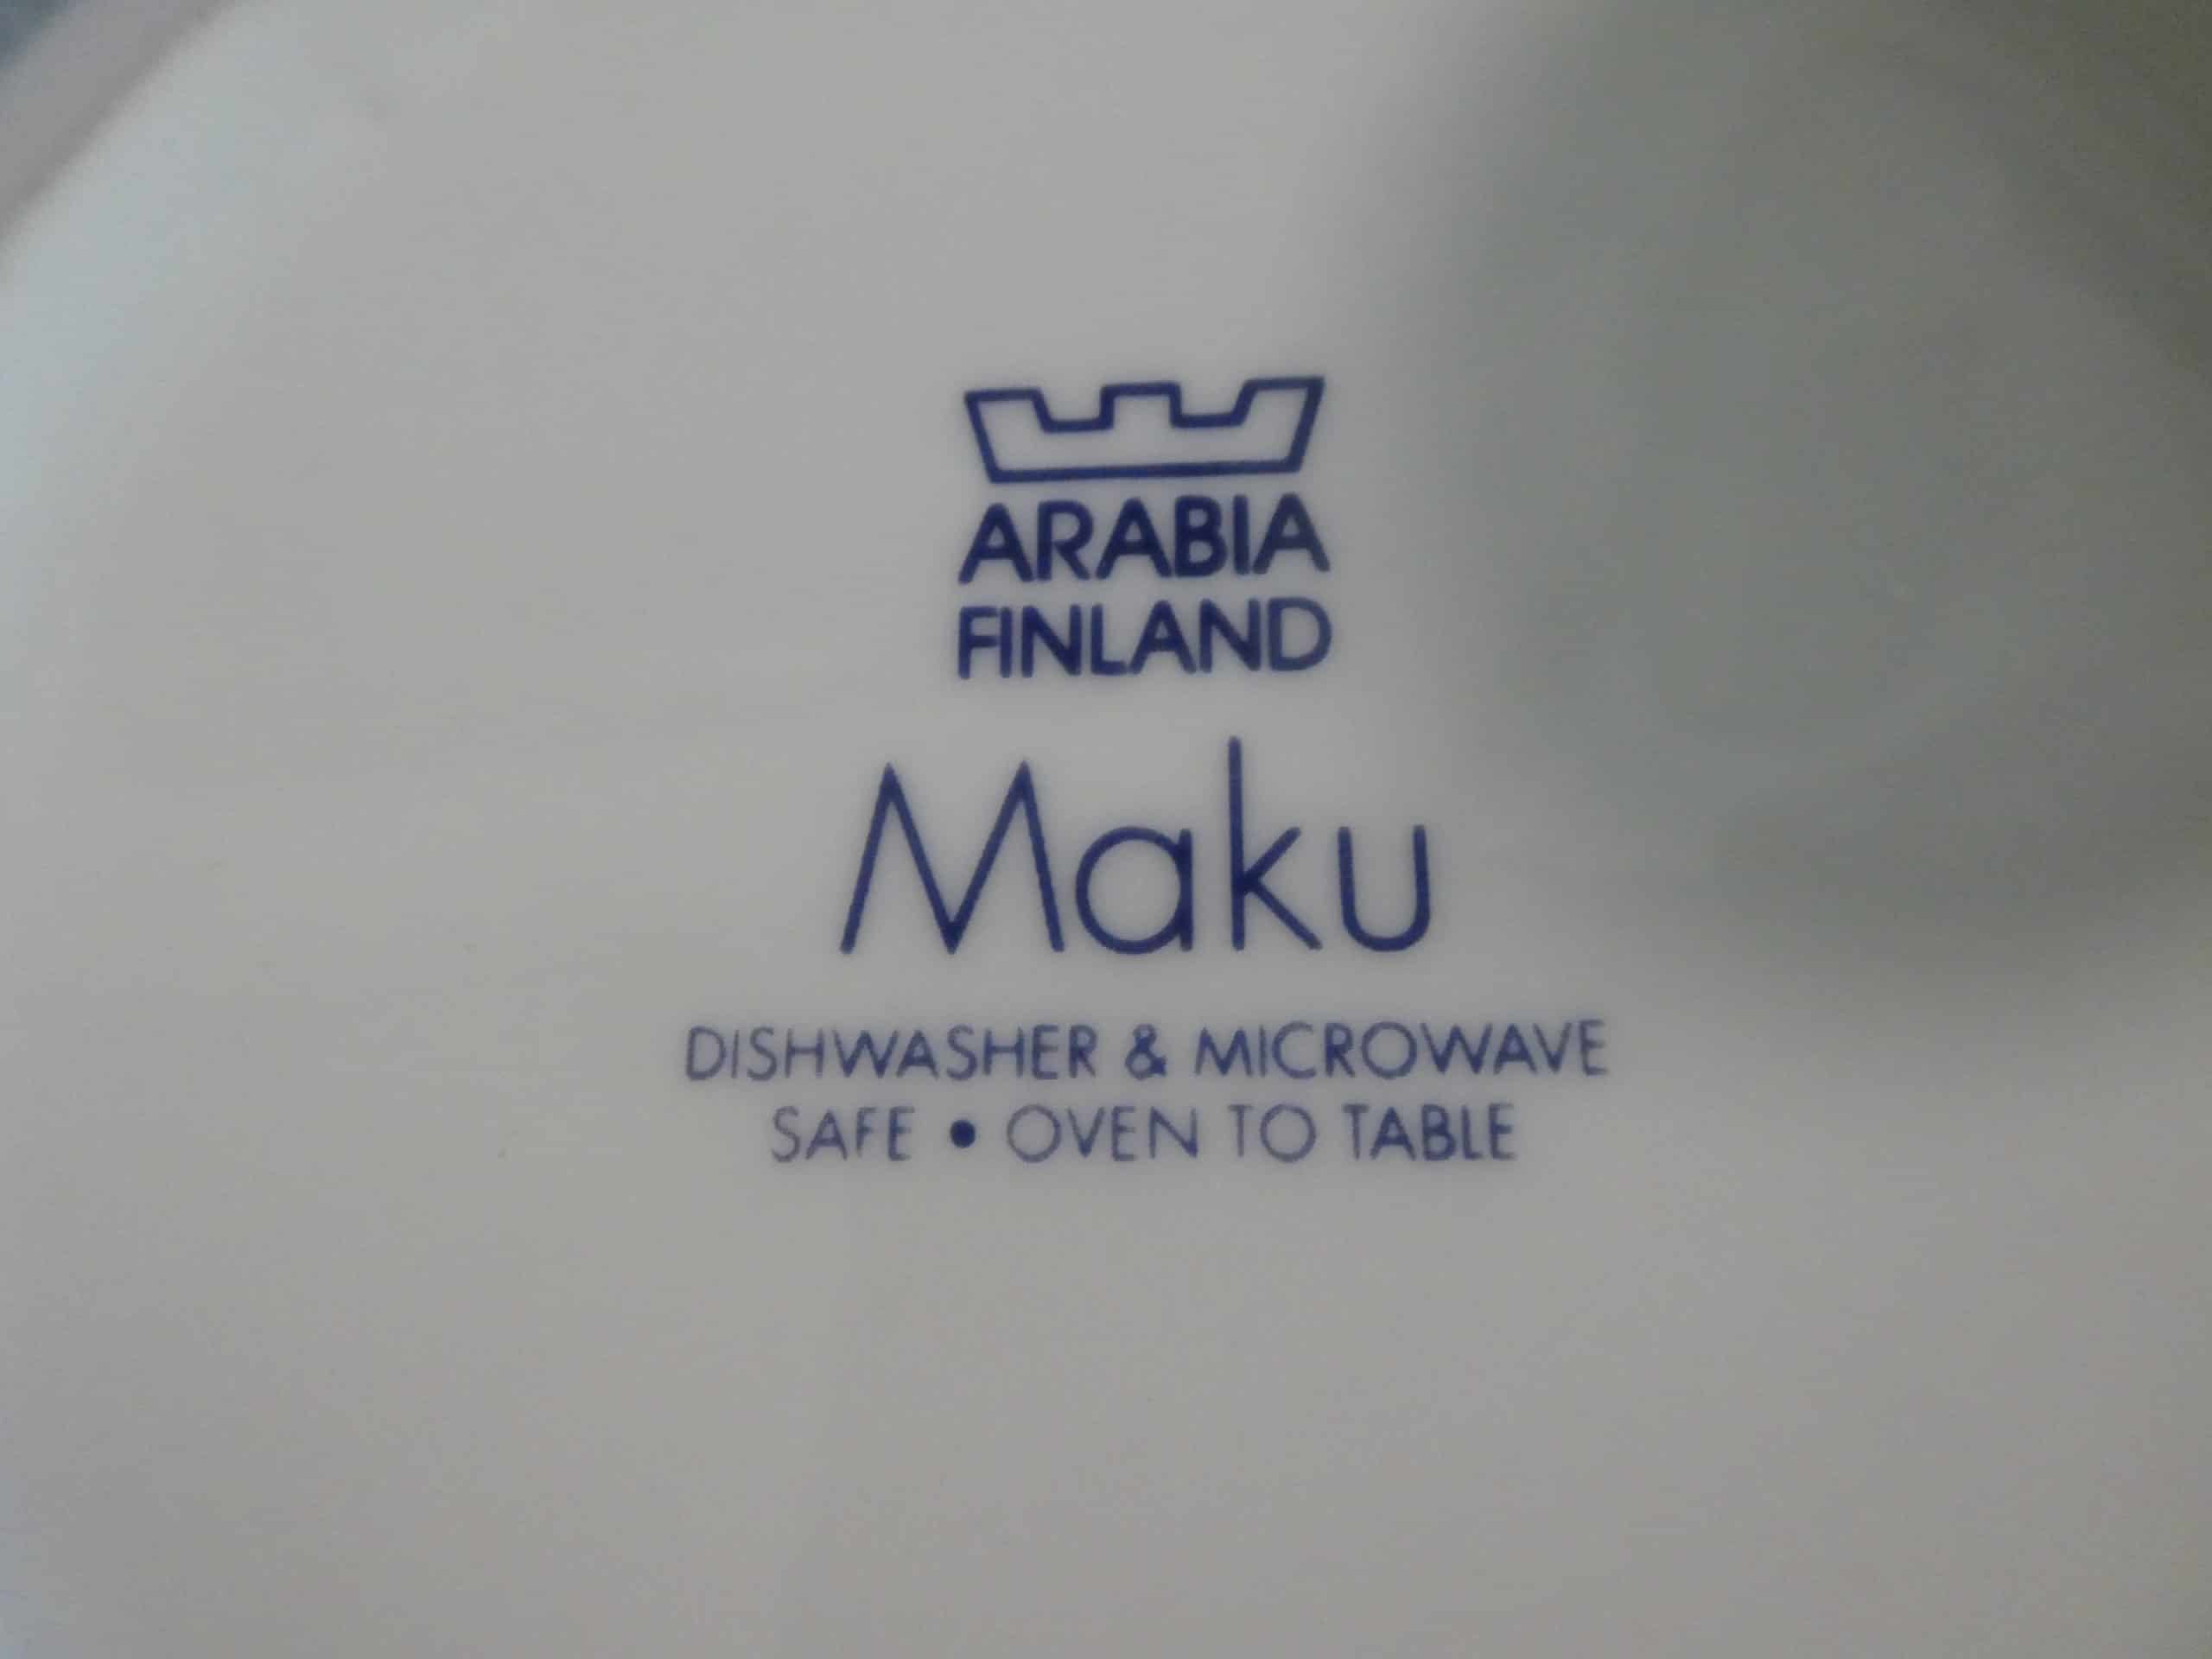 ARABIA
FINLAND
Maku
DISHWASHER & MICROWAVE
SAFE • OVEN TO TABLE